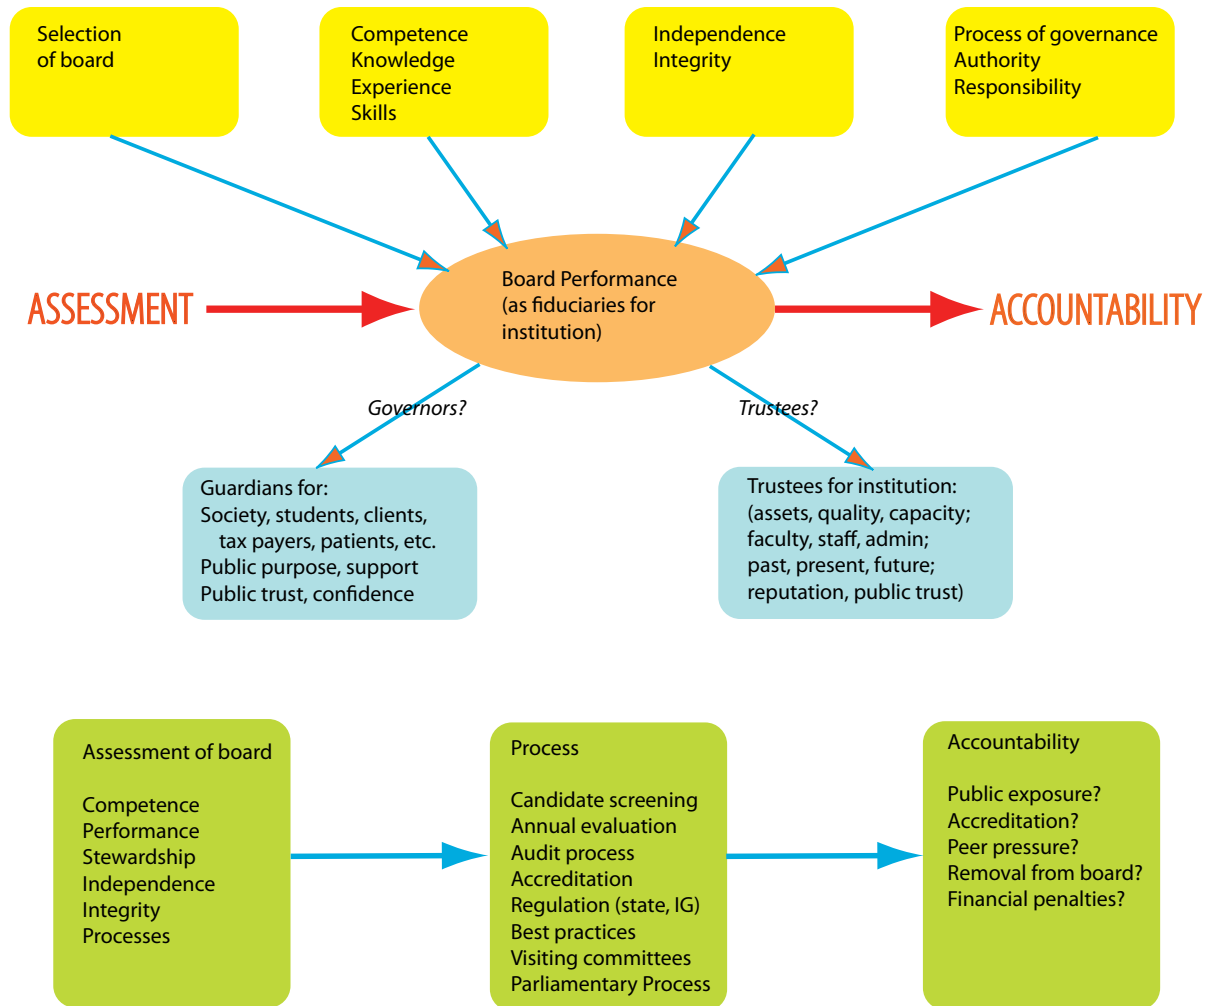 Selection
of board
Competence
Knowledge
Experience
Skills
Independence
Integrity
Process of governance
Authority
Responsibility
ASSESSMENT
Board Performance
(as fiduciaries for
institution)
ACCOUNTABILITY
Governors?
Trustees?
Guardians for:
Society, students, clients,
tax payers, patients, etc.
Public purpose, support
Public trust, confidence
Trustees for institution:
(assets, quality, capacity;
faculty, staff, admin;
past, present, future;
reputation, public trust)
Assessment of board
Competence
Performance
Stewardship
Independence
Integrity
Processes
Process
Candidate screening
Annual evaluation
Audit process
Accreditation
Regulation (state, IG)
Best practices
Visiting committees
Parliamentary Process
Accountability
Public exposure?
Accreditation?
Peer pressure?
Removal from board?
Financial penalties?